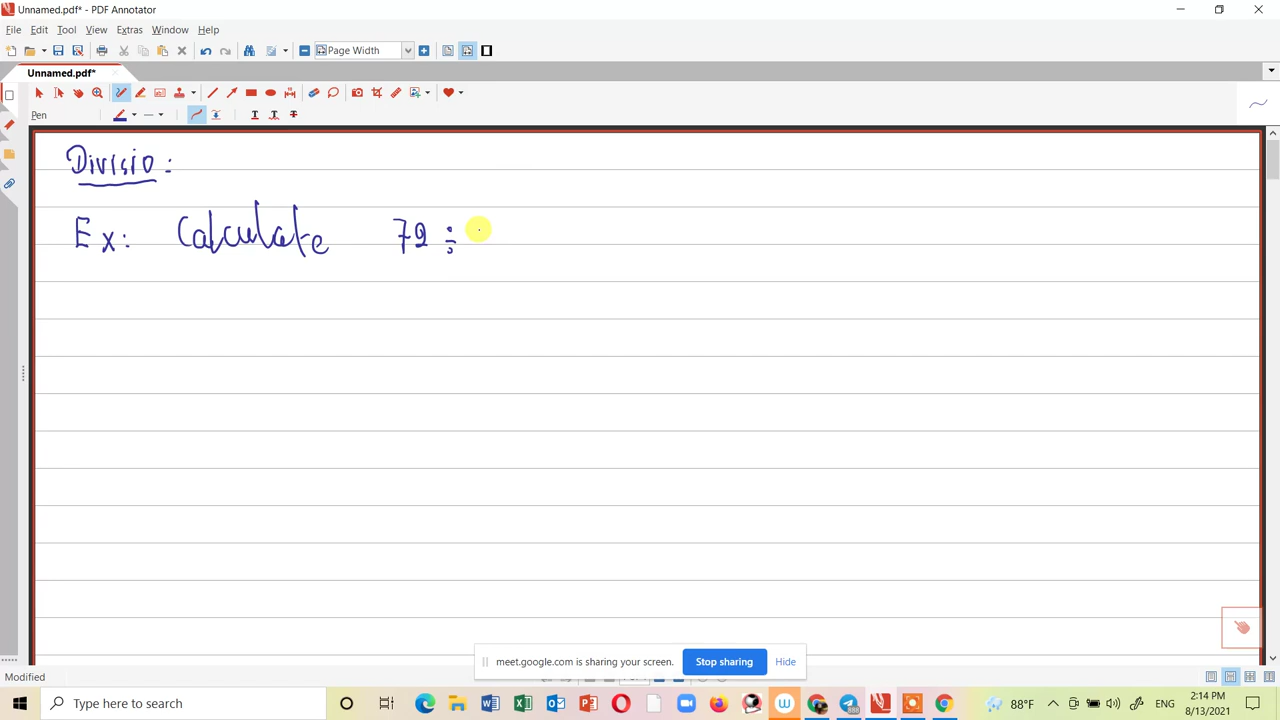 Unnamed.pdf* - PDF Annotator
File Edit Tool View Extras Window Help
Page Width
Unnamed.pdf*
Pen
Divisio:
Ex: Calculate 72 ÷
meet.google.com is sharing your screen. Stop sharing Hide
Modified
Type here to search
88°F ENG 2:14 PM 8/13/2021